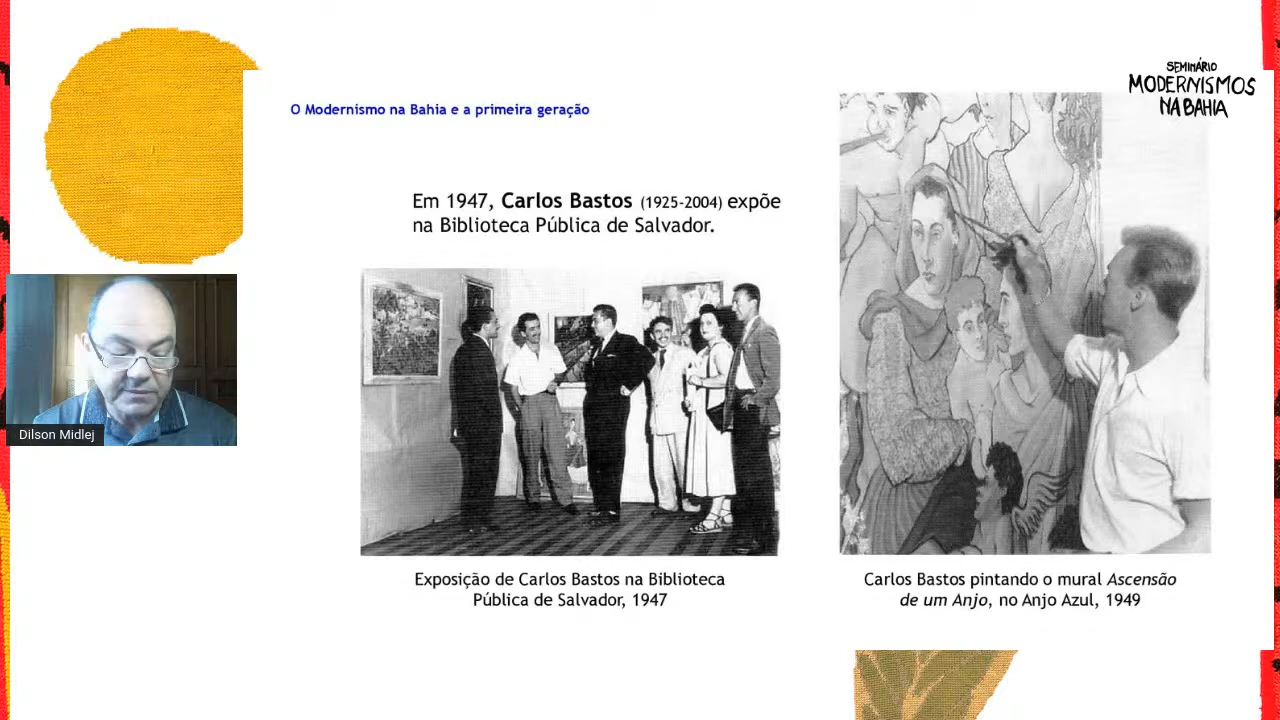 SEMINÁRIO
MODERNISMOS
NA BAHIA
O Modernismo na Bahia e a primeira geração
Em 1947, Carlos Bastos (1925-2004) expõe
na Biblioteca Pública de Salvador.
Dilson Midlej
Exposição de Carlos Bastos na Biblioteca
Pública de Salvador, 1947
Carlos Bastos pintando o mural Ascensão
de um Anjo, no Anjo Azul, 1949